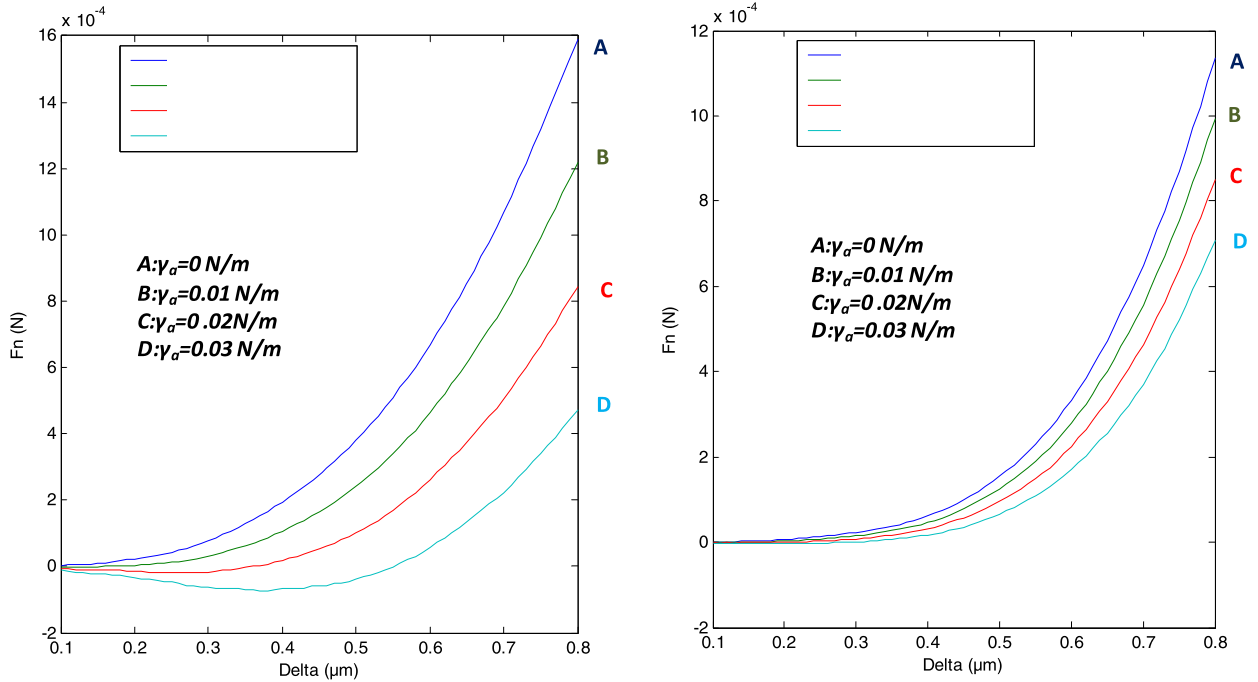 x 10^-4
16
14
12
10
8
6
4
2
0
-2
Fn (N)
0.1 0.2 0.3 0.4 0.5 0.6 0.7 0.8
Delta (µm)
A
B
C
D
A:γₐ=0 N/m
B:γₐ=0.01 N/m
C:γₐ=0 .02N/m
D:γₐ=0.03 N/m
x 10^-4
12
10
8
6
4
2
0
-2
Fn (N)
0.1 0.2 0.3 0.4 0.5 0.6 0.7 0.8
Delta (µm)
A
B
C
D
A:γₐ=0 N/m
B:γₐ=0.01 N/m
C:γₐ=0.02 N/m
D:γₐ=0.03 N/m